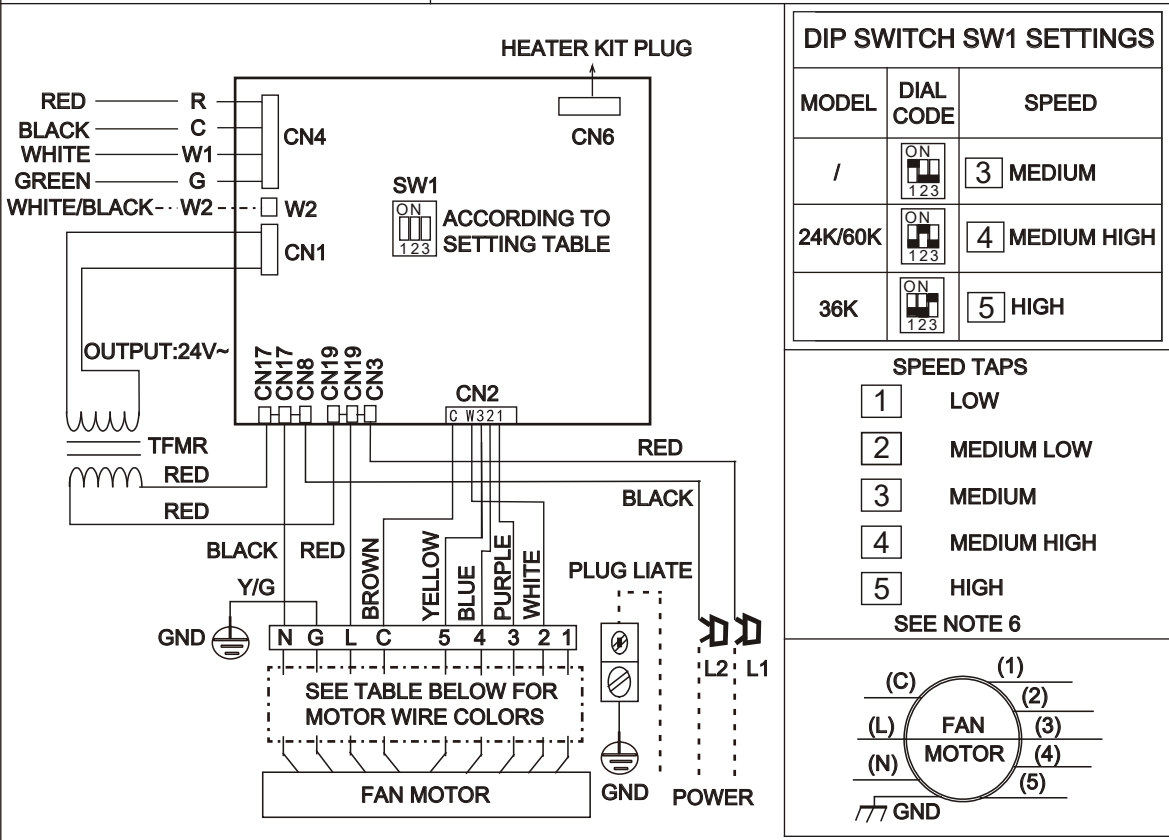 HEATER KIT PLUG
RED R
BLACK C
WHITE W1
GREEN G
WHITE/BLACK W2
CN4
W2
CN1
CN6
SW1
ON
123
ACCORDING TO
SETTING TABLE
OUTPUT:24V~
CN17
CN17
CN8
CN19
CN19
CN3
CN2
C W321
TFMR
RED
RED
RED
BLACK
BLACK
RED
BROWN
YELLOW
BLUE
PURPLE
WHITE
Y/G
GND
N G L C 5 4 3 2 1
SEE TABLE BELOW FOR
MOTOR WIRE COLORS
FAN MOTOR
PLUG LIATE
GND
L2 L1
POWER
DIP SWITCH SW1 SETTINGS
MODEL
DIAL
CODE
SPEED
/
ON
123
3 MEDIUM
24K/60K
ON
123
4 MEDIUM HIGH
36K
ON
123
5 HIGH
SPEED TAPS
1 LOW
2 MEDIUM LOW
3 MEDIUM
4 MEDIUM HIGH
5 HIGH
SEE NOTE 6
(C)
(L)
(N)
FAN
MOTOR
(1)
(2)
(3)
(4)
(5)
GND